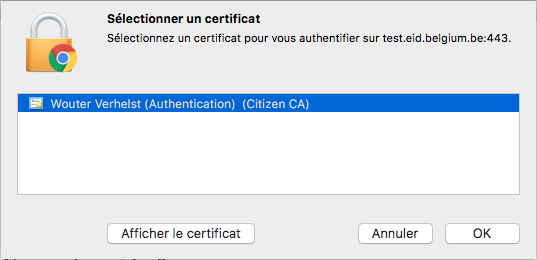 Sélectionner un certificat
Sélectionnez un certificat pour vous authentifier sur test.eid.belgium.be:443.
Wouter Verhelst (Authentication) (Citizen CA)
Afficher le certificat
Annuler
OK